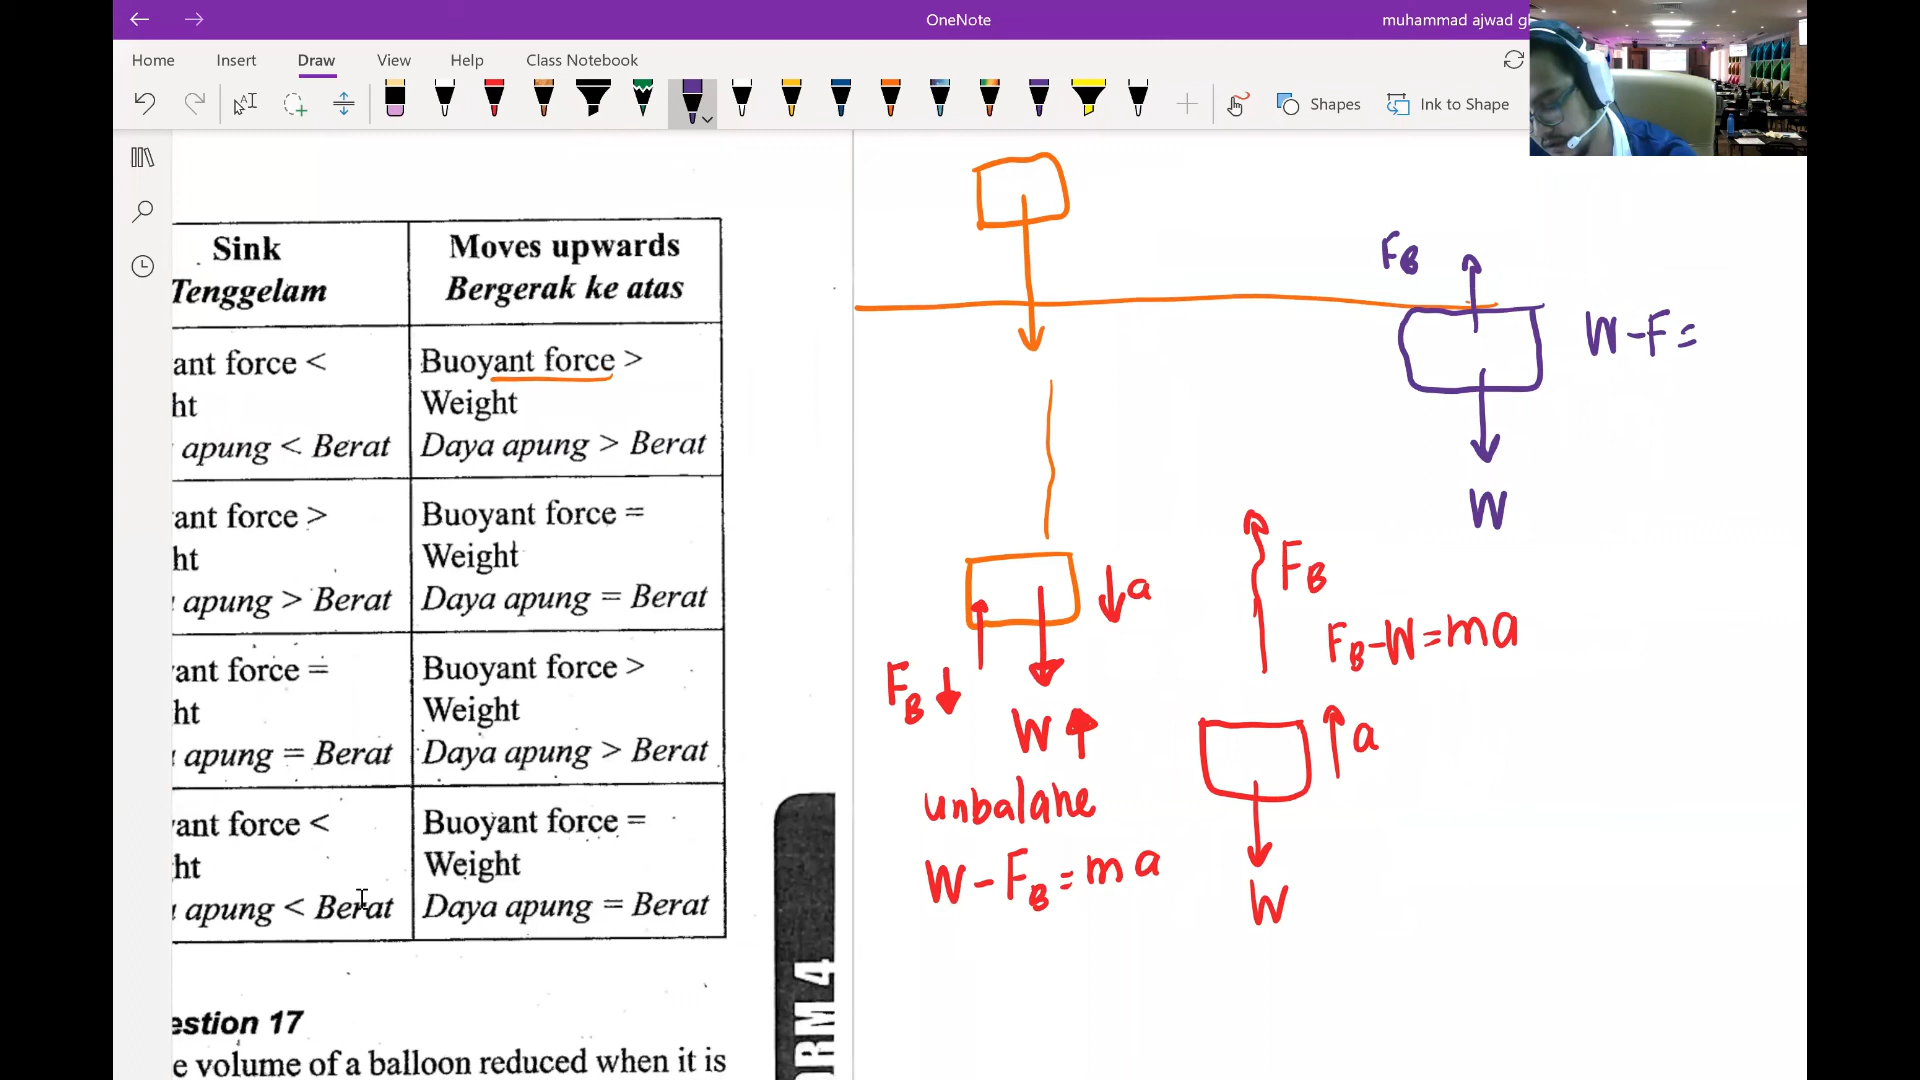 OneNote
muhammad ajwad
Home Insert Draw View Help Class Notebook
Shapes Ink to Shape
Sink
Tenggelam
Moves upwards
Bergerak ke atas
ant force <
ht
apung < Berat
Buoyant force >
Weight
Daya apung > Berat
ant force >
ht
apung > Berat
Buoyant force =
Weight
Daya apung = Berat
ant force =
ht
apung = Berat
Buoyant force >
Weight
Daya apung > Berat
ant force <
ht
apung < Berat
Buoyant force =
Weight
Daya apung = Berat
estion 17
e volume of a balloon reduced when it is
ORM 4
FB
W-F=
W
a
FB
W
unbalane
W - FB = ma
FB
FB-W=ma
a
W